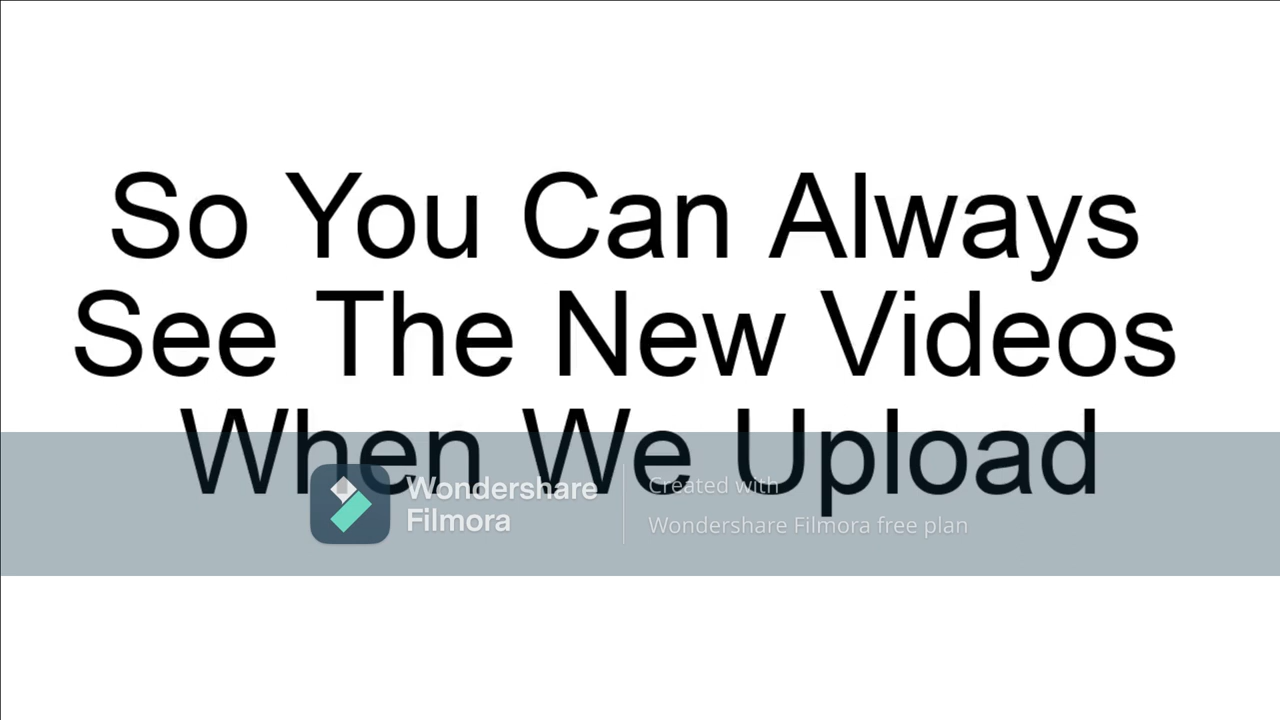 So You Can Always
See The New Videos
When We Upload
Wondershare
Filmora
Created with
Wondershare Filmora free plan